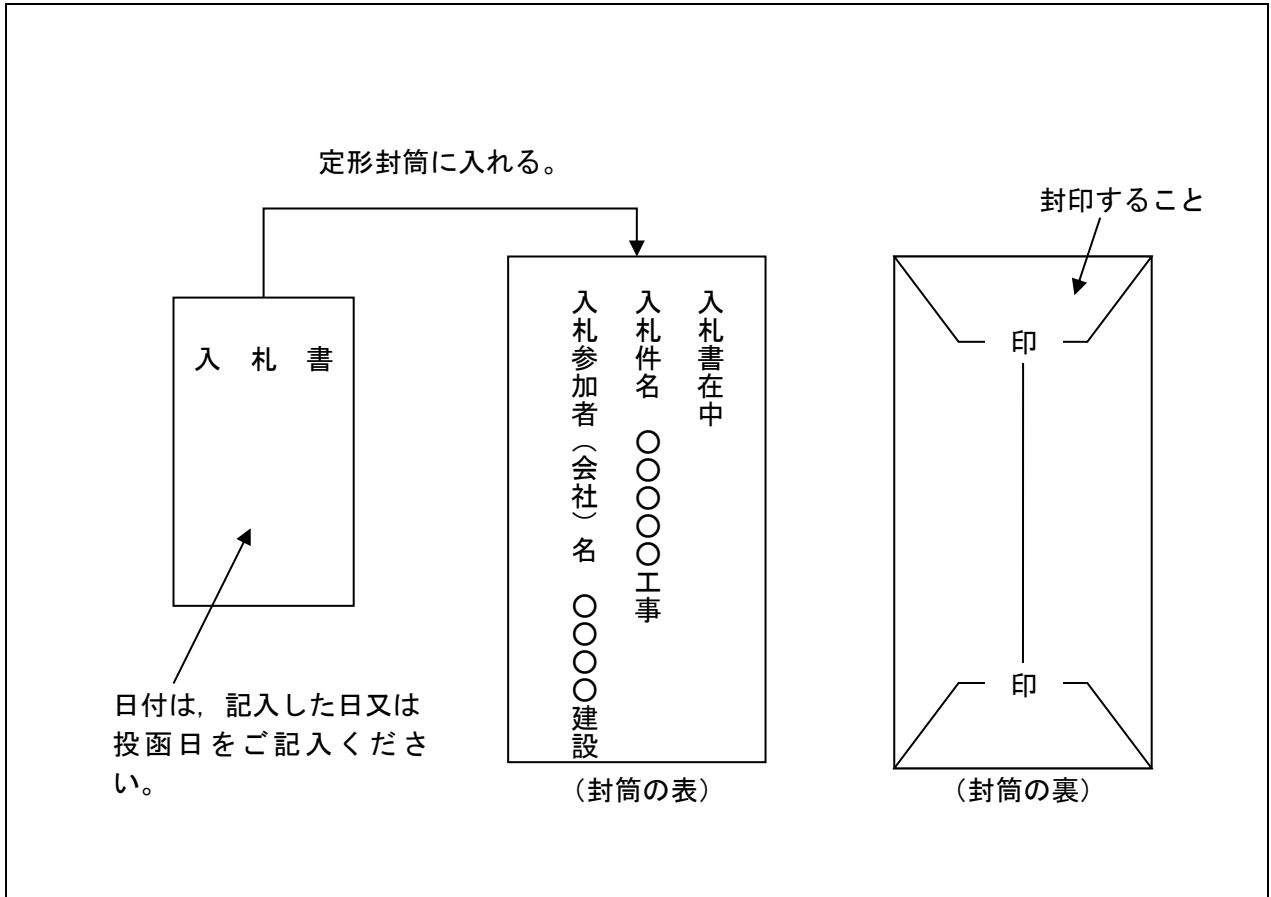 定形封筒に入れる。
封印すること
入　札　書
日付は，記入した日又は
投函日をご記入くださ
い。
入札書在中
入札件名　〇〇〇〇〇工事
入札参加者（会社）名　〇〇〇〇建設
（封筒の表）
印
印
（封筒の裏）